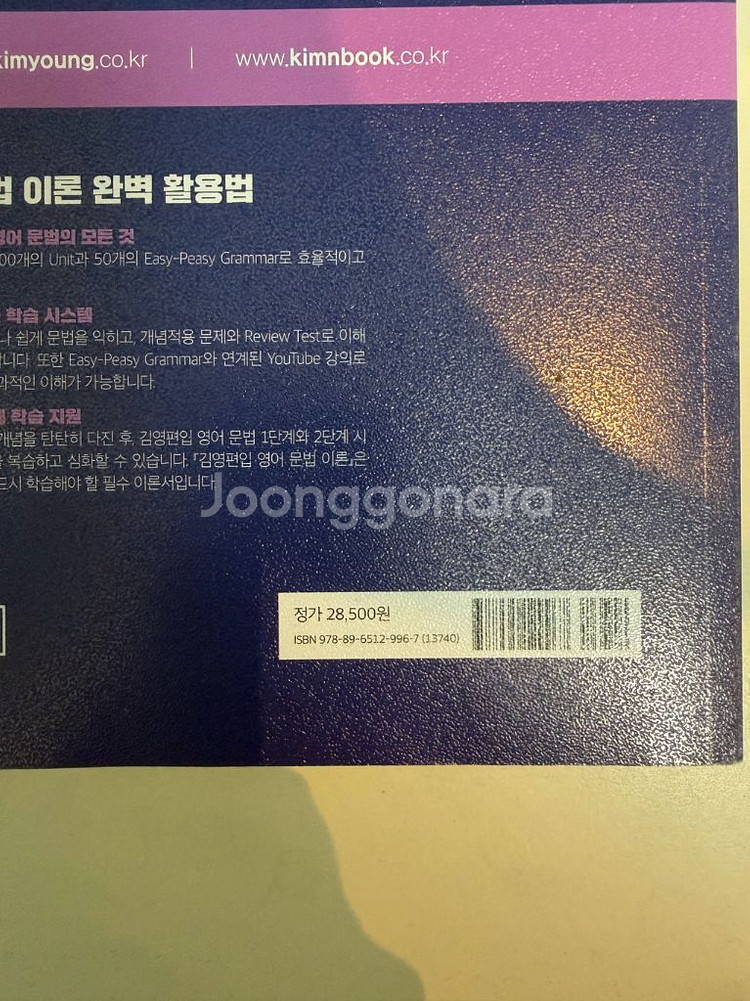 kimyoung.co.kr | www.kimnbook.co.kr
이론 완벽 활용법
영어 문법의 모든 것
00개의 Unit과 50개의 Easy-Peasy Grammar로 효율적이고
학습 시스템
쉽게 문법을 익히고, 개념적용 문제와 Review Test로 이해
니다. 또한 Easy-Peasy Grammar와 연계된 YouTube 강의로
과적인 이해가 가능합니다.
학습 지원
개념을 탄탄히 다진 후, 김영편입 영어 문법 1단계와 2단계 시
복습하고 심화할 수 있습니다. 『김영편입 영어 문법 이론』은
드시 학습해야 할 필수 이론서입니다.
Joonggonara
정가 28,500원
ISBN 978-89-6512-996-7 (13740)